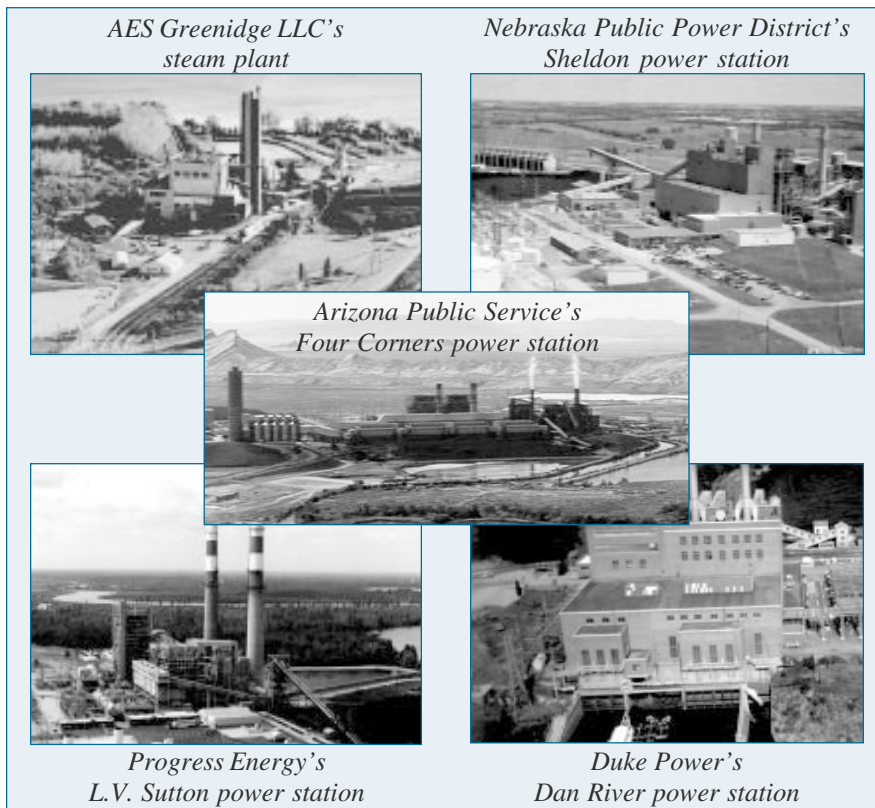 AES Greenidge LLC's
steam plant
Nebraska Public Power District's
Sheldon power station
Arizona Public Service's
Four Corners power station
Progress Energy's
L.V. Sutton power station
Duke Power's
Dan River power station